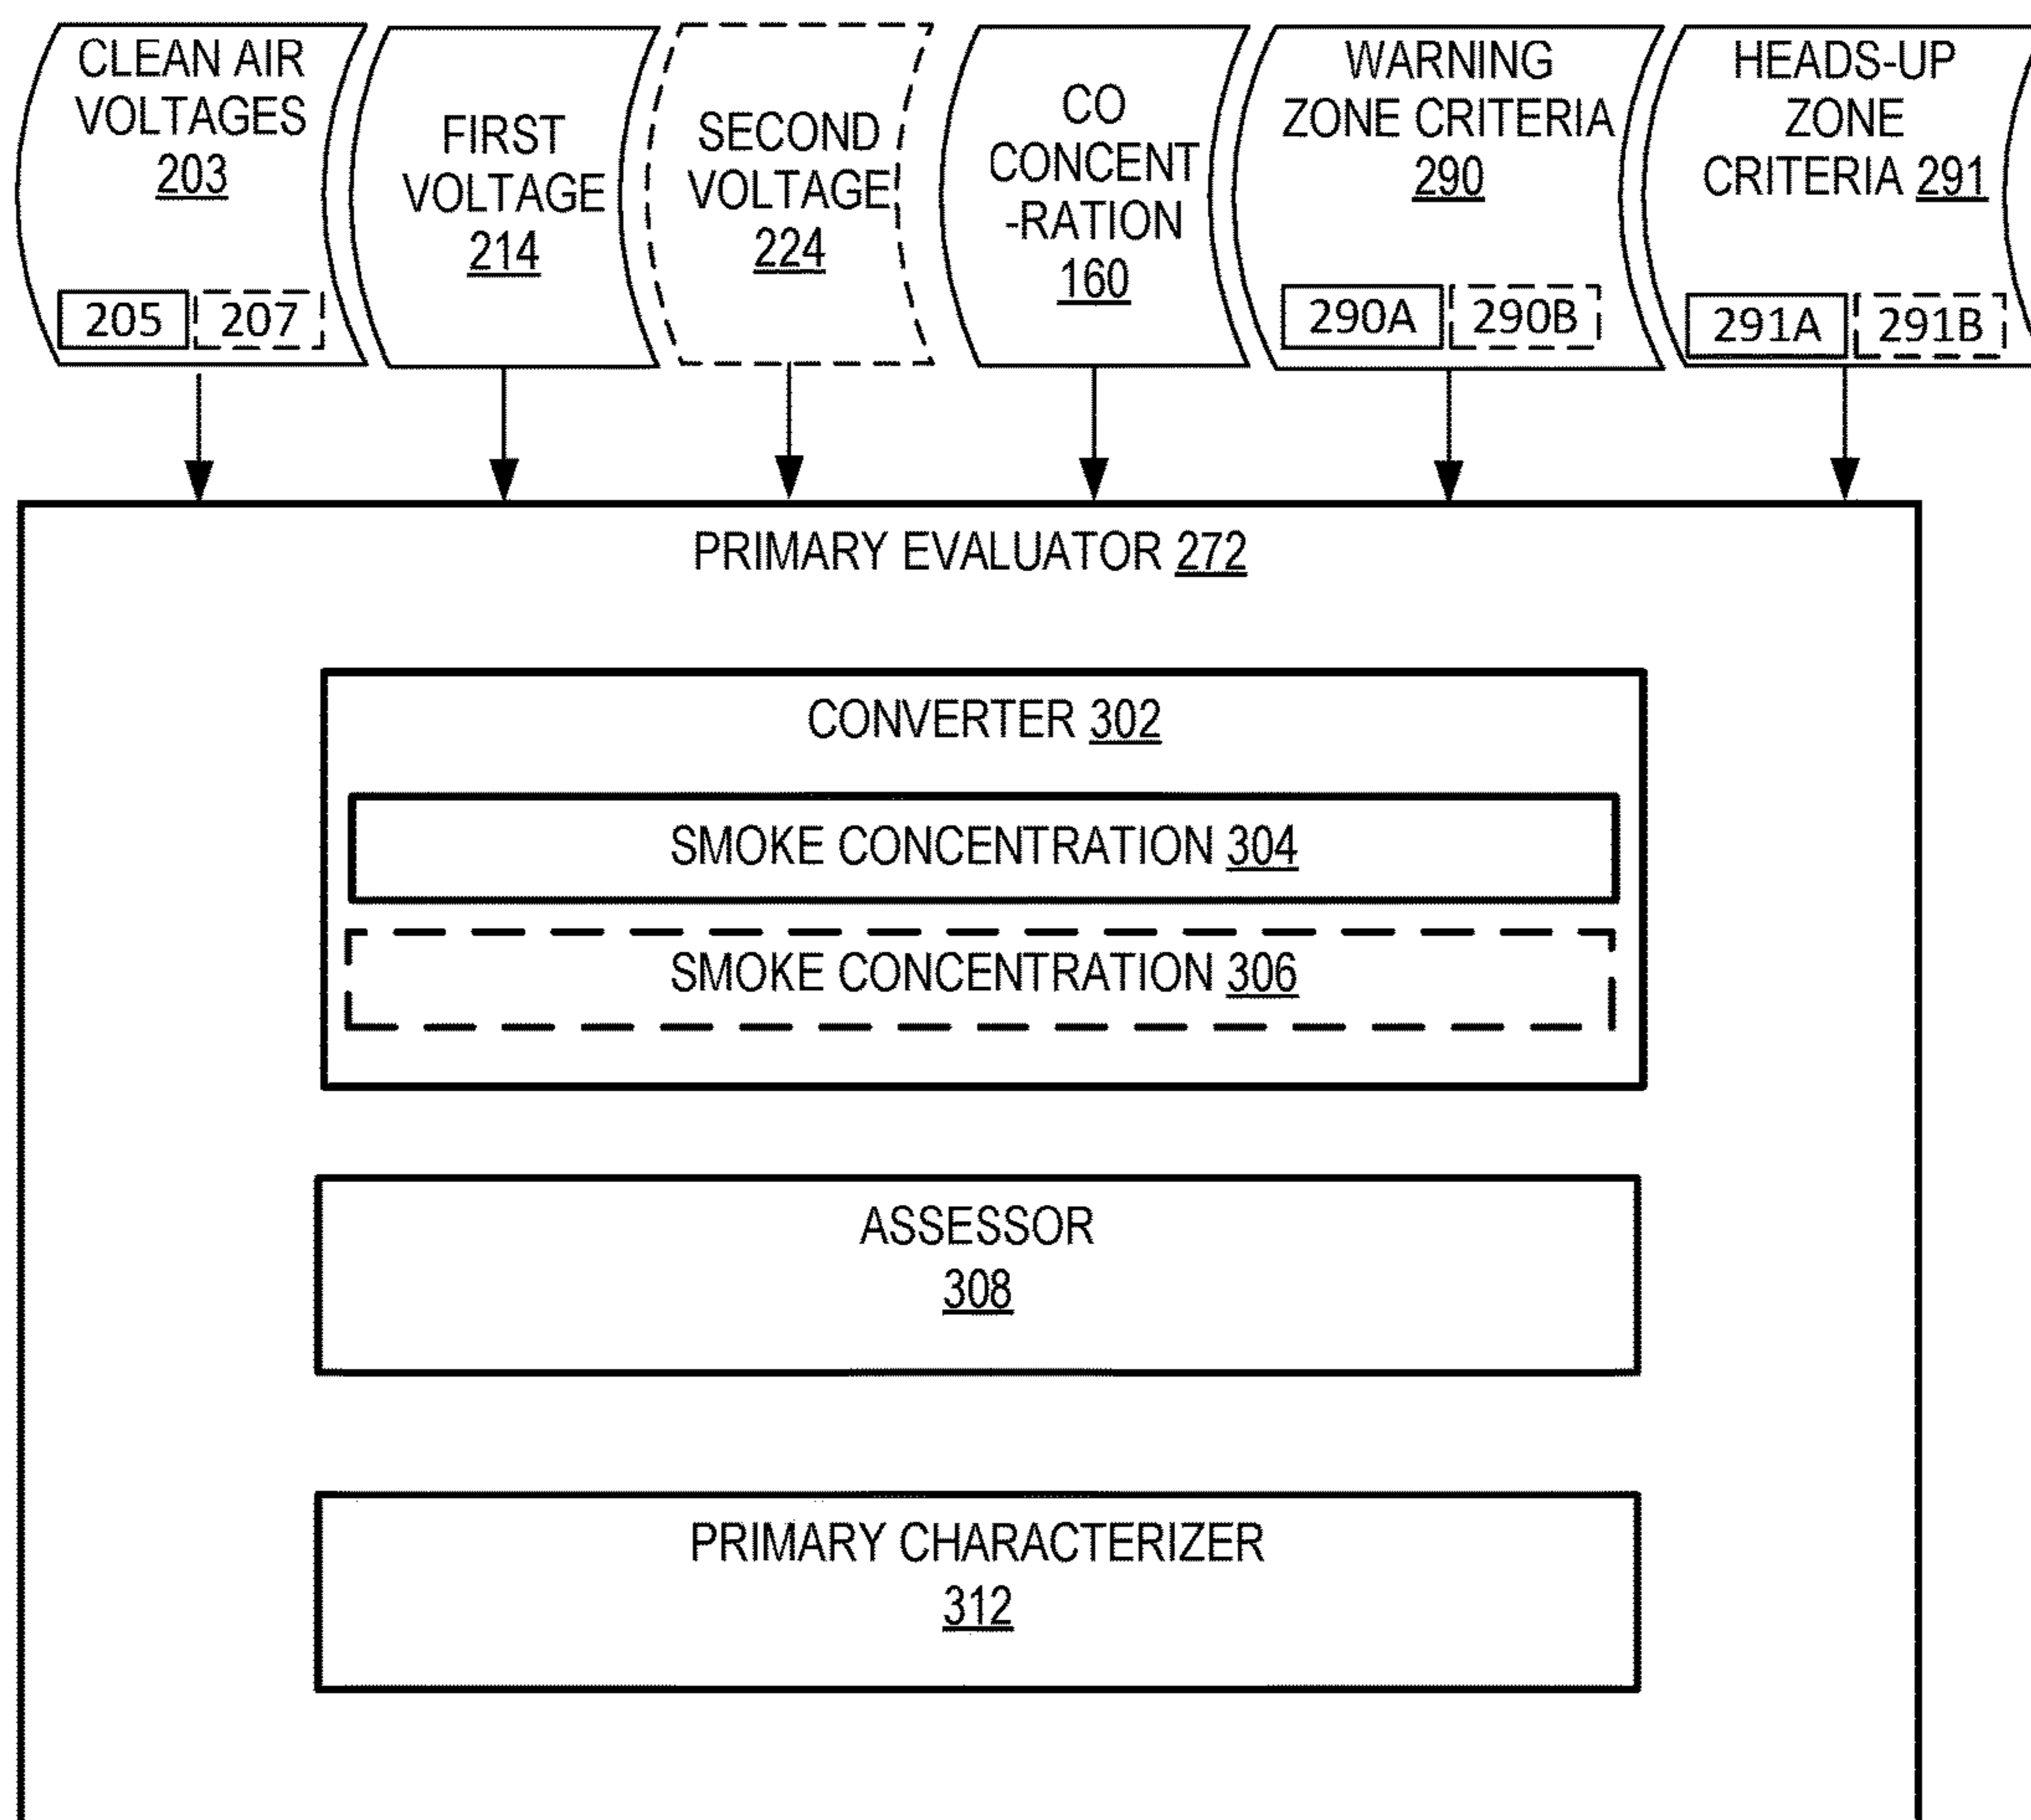 CLEAN AIR
VOLTAGES
203
205 207
FIRST
VOLTAGE
214
SECOND
VOLTAGE
224
CO
CONCENT
-RATION
160
WARNING
ZONE CRITERIA
290
290A 290B
HEADS-UP
ZONE
CRITERIA 291
291A 291B
PRIMARY EVALUATOR 272
CONVERTER 302
SMOKE CONCENTRATION 304
SMOKE CONCENTRATION 306
ASSESSOR
308
PRIMARY CHARACTERIZER
312